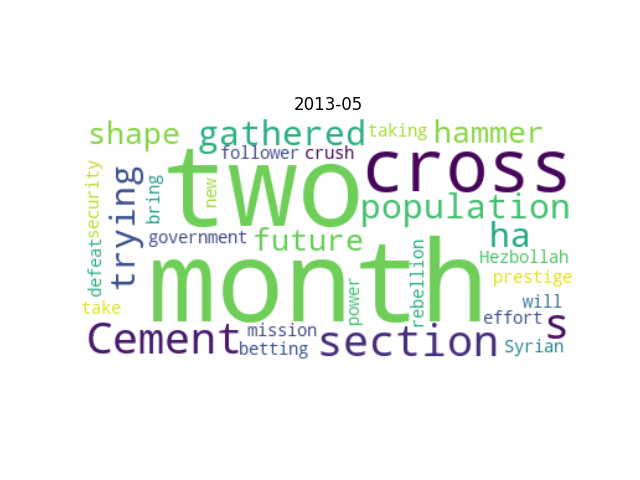 2013-05
shape
gathered
taking
hammer
follower
crush
cross
two
security
trying
bring
new
population
government
future
ha
month
defeat
Hezbollah
prestige
rebellion
power
take
will
effort
s
Cement
mission
betting
section
Syrian